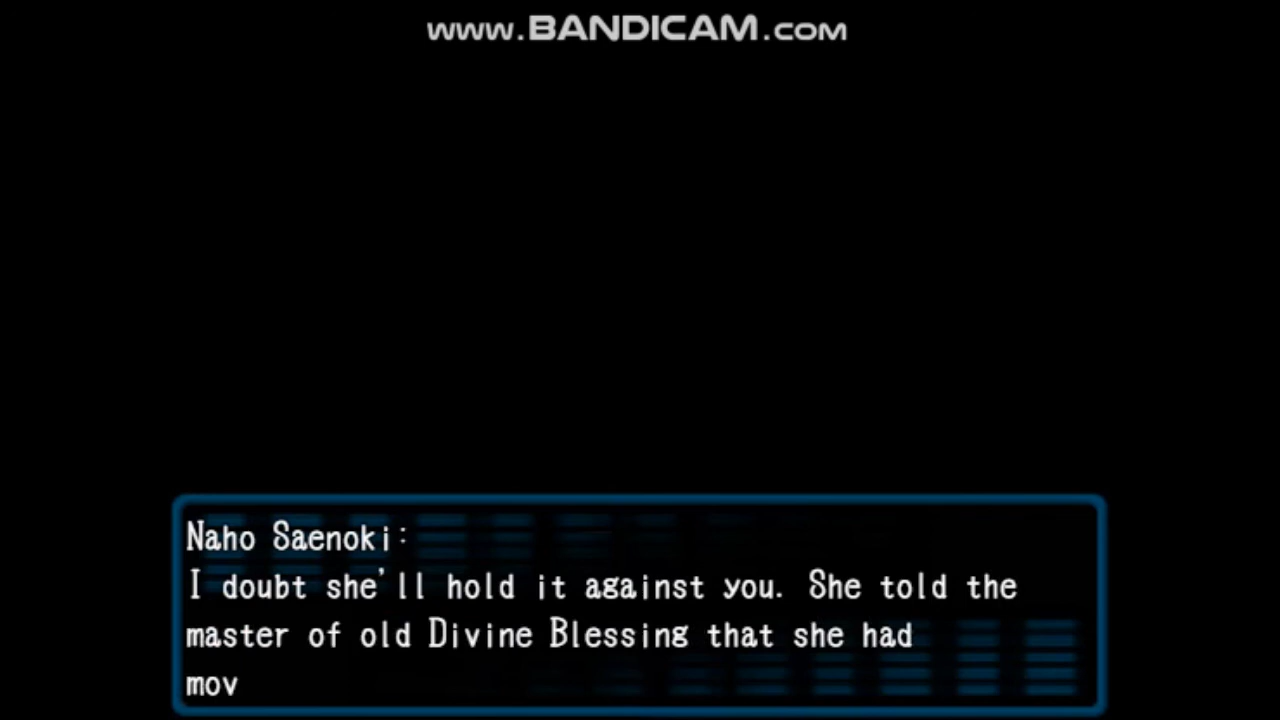 www.BANDICAM.com
Naho Saenoki:
I doubt she'll hold it against you. She told the
master of old Divine Blessing that she had
mov